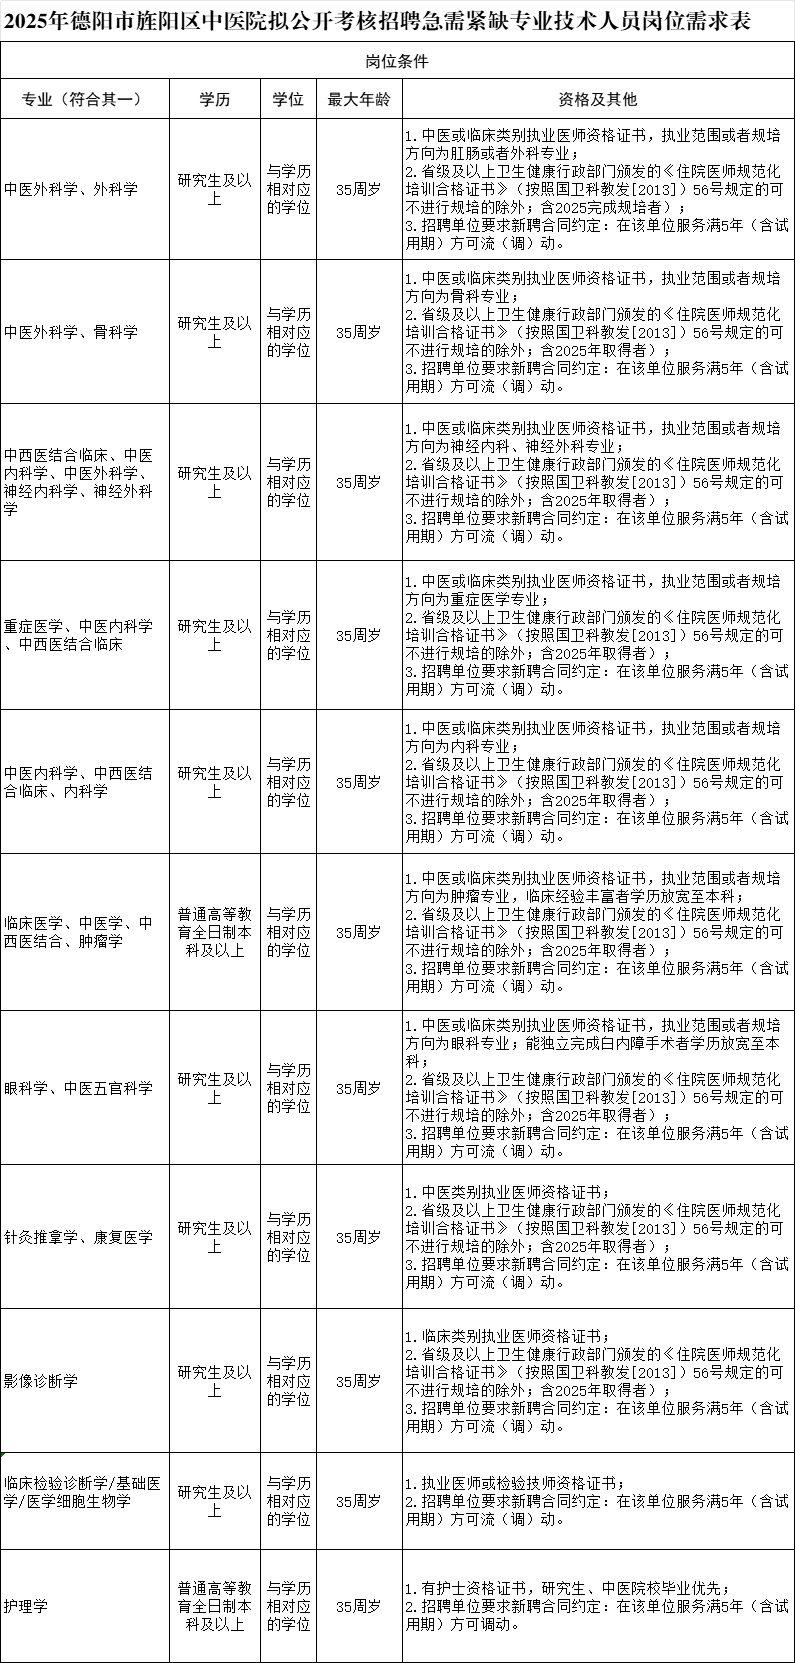 2025年德阳市旌阳区中医院拟公开考核招聘急需紧缺专业技术人员岗位需求表
岗位条件
专业（符合其一）
学历
学位
最大年龄
资格及其他
中医外科学、外科学
研究生及以
上
与学历
相对应
的学位
35周岁
1.中医或临床类别执业医师资格证书，执业范围或者规培
方向为肛肠或者外科专业；
2.省级及以上卫生健康行政部门颁发的《住院医师规范化
培训合格证书》（按照国卫科教发[2013]）56号规定的可
不进行规培的除外；含2025完成规培者）；
3.招聘单位要求新聘合同约定：在该单位服务满5年（含试
用期）方可流（调）动。
中医外科学、骨科学
研究生及以
上
与学历
相对应
的学位
35周岁
1.中医或临床类别执业医师资格证书，执业范围或者规培
方向为骨科专业；
2.省级及以上卫生健康行政部门颁发的《住院医师规范化
培训合格证书》（按照国卫科教发[2013]）56号规定的可
不进行规培的除外；含2025年取得者）；
3.招聘单位要求新聘合同约定：在该单位服务满5年（含试
用期）方可流（调）动。
中西医结合临床、中医
内科学、中医外科学、
神经内科学、神经外科
学
研究生及以
上
与学历
相对应
的学位
35周岁
1.中医或临床类别执业医师资格证书，执业范围或者规培
方向为神经内科、神经外科专业；
2.省级及以上卫生健康行政部门颁发的《住院医师规范化
培训合格证书》（按照国卫科教发[2013]）56号规定的可
不进行规培的除外；含2025年取得者）；
3.招聘单位要求新聘合同约定：在该单位服务满5年（含试
用期）方可流（调）动。
重症医学、中医内科学
、中西医结合临床
研究生及以
上
与学历
相对应
的学位
35周岁
1.中医或临床类别执业医师资格证书，执业范围或者规培
方向为重症医学专业；
2.省级及以上卫生健康行政部门颁发的《住院医师规范化
培训合格证书》（按照国卫科教发[2013]）56号规定的可
不进行规培的除外；含2025年取得者）；
3.招聘单位要求新聘合同约定：在该单位服务满5年（含试
用期）方可流（调）动。
中医内科学、中西医结
合临床、内科学
研究生及以
上
与学历
相对应
的学位
35周岁
1.中医或临床类别执业医师资格证书，执业范围或者规培
方向为内科专业；
2.省级及以上卫生健康行政部门颁发的《住院医师规范化
培训合格证书》（按照国卫科教发[2013]）56号规定的可
不进行规培的除外；含2025年取得者）；
3.招聘单位要求新聘合同约定：在该单位服务满5年（含试
用期）方可流（调）动。
临床医学、中医学、中
西医结合、肿瘤学
普通高等教
育全日制本
科及以上
与学历
相对应
的学位
35周岁
1.中医或临床类别执业医师资格证书，执业范围或者规培
方向为肿瘤专业，临床经验丰富者学历放宽至本科；
2.省级及以上卫生健康行政部门颁发的《住院医师规范化
培训合格证书》（按照国卫科教发[2013]）56号规定的可
不进行规培的除外；含2025年取得者）；
3.招聘单位要求新聘合同约定：在该单位服务满5年（含试
用期）方可流（调）动。
眼科学、中医五官科学
研究生及以
上
与学历
相对应
的学位
35周岁
1.中医或临床类别执业医师资格证书，执业范围或者规培
方向为眼科专业；能独立完成白内障手术者学历放宽至本
科；
2.省级及以上卫生健康行政部门颁发的《住院医师规范化
培训合格证书》（按照国卫科教发[2013]）56号规定的可
不进行规培的除外；含2025年取得者）；
3.招聘单位要求新聘合同约定：在该单位服务满5年（含试
用期）方可流（调）动。
针灸推拿学、康复医学
研究生及以
上
与学历
相对应
的学位
35周岁
1.中医类别执业医师资格证书；
2.省级及以上卫生健康行政部门颁发的《住院医师规范化
培训合格证书》（按照国卫科教发[2013]）56号规定的可
不进行规培的除外；含2025年取得者）；
3.招聘单位要求新聘合同约定：在该单位服务满5年（含试
用期）方可流（调）动。
影像诊断学
研究生及以
上
与学历
相对应
的学位
35周岁
1.临床类别执业医师资格证书；
2.省级及以上卫生健康行政部门颁发的《住院医师规范化
培训合格证书》（按照国卫科教发[2013]）56号规定的可
不进行规培的除外；含2025年取得者）；
3.招聘单位要求新聘合同约定：在该单位服务满5年（含试
用期）方可流（调）动。
临床检验诊断学/基础医
学/医学细胞生物学
研究生及以
上
与学历
相对应
的学位
35周岁
1.执业医师或检验技师资格证书；
2.招聘单位要求新聘合同约定：在该单位服务满5年（含试
用期）方可流（调）动。
护理学
普通高等教
育全日制本
科及以上
与学历
相对应
的学位
35周岁
1.有护士资格证书，研究生、中医院校毕业优先；
2.招聘单位要求新聘合同约定：在该单位服务满5年（含试
用期）方可调动。